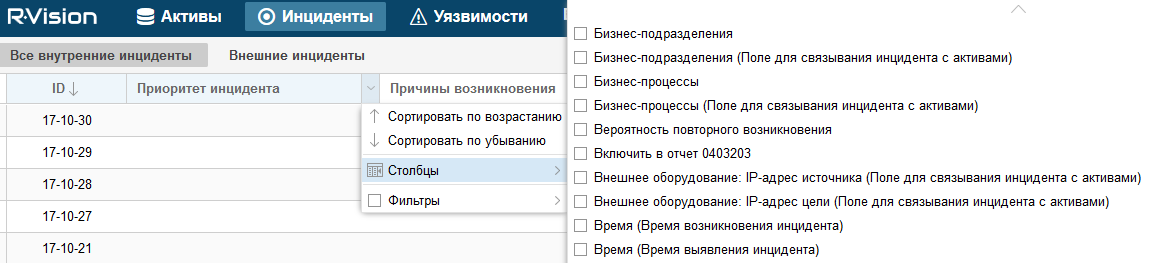 R·Vision Активы Инциденты Уязвимости
Все внутренние инциденты Внешние инциденты
ID Приоритет инцидента Причины возникновения
17-10-30
17-10-29
17-10-28
17-10-27
17-10-21
Сортировать по возрастанию
Сортировать по убыванию
Столбцы
Фильтры
Бизнес-подразделения
Бизнес-подразделения (Поле для связывания инцидента с активами)
Бизнес-процессы
Бизнес-процессы (Поле для связывания инцидента с активами)
Вероятность повторного возникновения
Включить в отчет 0403203
Внешнее оборудование: IP-адрес источника (Поле для связывания инцидента с активами)
Внешнее оборудование: IP-адрес цели (Поле для связывания инцидента с активами)
Время (Время возникновения инцидента)
Время (Время выявления инцидента)